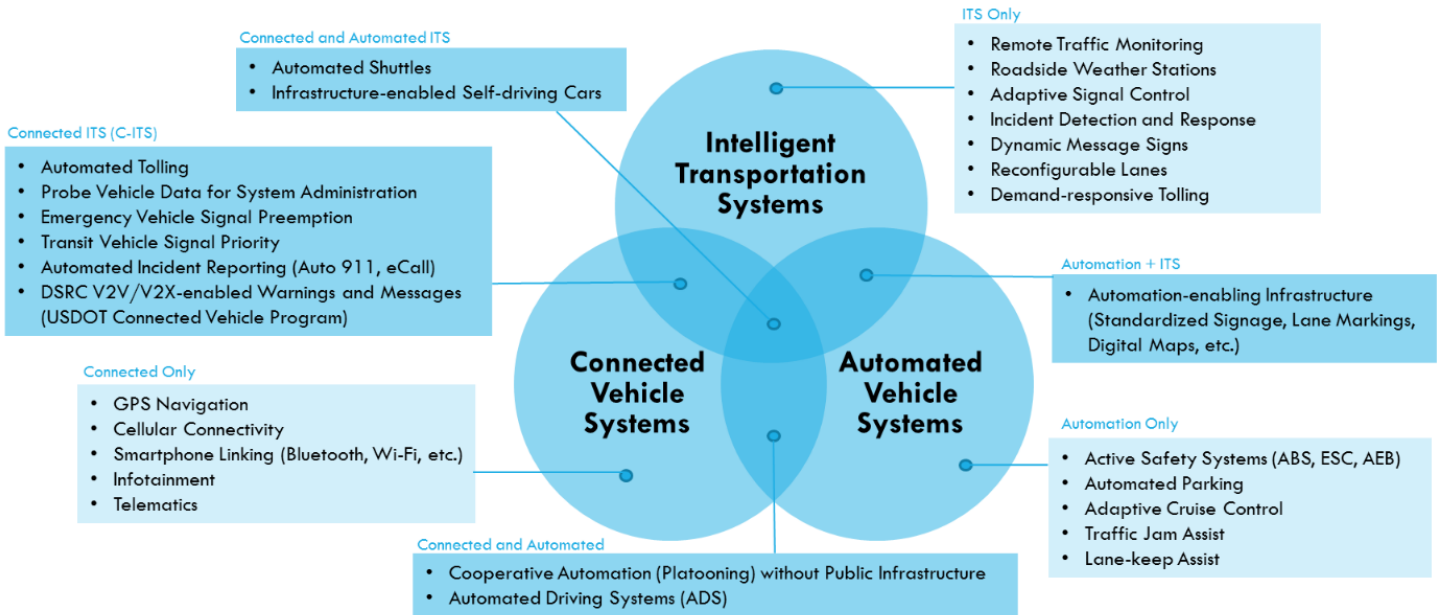 Connected and Automated ITS
• Automated Shuttles
• Infrastructure-enabled Self-driving Cars
ITS Only
• Remote Traffic Monitoring
• Roadside Weather Stations
• Adaptive Signal Control
• Incident Detection and Response
• Dynamic Message Signs
• Reconfigurable Lanes
• Demand-responsive Tolling
Connected ITS (C-ITS)
• Automated Tolling
• Probe Vehicle Data for System Administration
• Emergency Vehicle Signal Preemption
• Transit Vehicle Signal Priority
• Automated Incident Reporting (Auto 911, eCall)
• DSRC V2V/V2X-enabled Warnings and Messages
(USDOT Connected Vehicle Program)
Intelligent
Transportation
Systems
Automation + ITS
• Automation-enabling Infrastructure
(Standardized Signage, Lane Markings,
Digital Maps, etc.)
Connected
Vehicle
Systems
Automated
Vehicle
Systems
Connected Only
• GPS Navigation
• Cellular Connectivity
• Smartphone Linking (Bluetooth, Wi-Fi, etc.)
• Infotainment
• Telematics
Automation Only
• Active Safety Systems (ABS, ESC, AEB)
• Automated Parking
• Adaptive Cruise Control
• Traffic Jam Assist
• Lane-keep Assist
Connected and Automated
• Cooperative Automation (Platooning) without Public Infrastructure
• Automated Driving Systems (ADS)